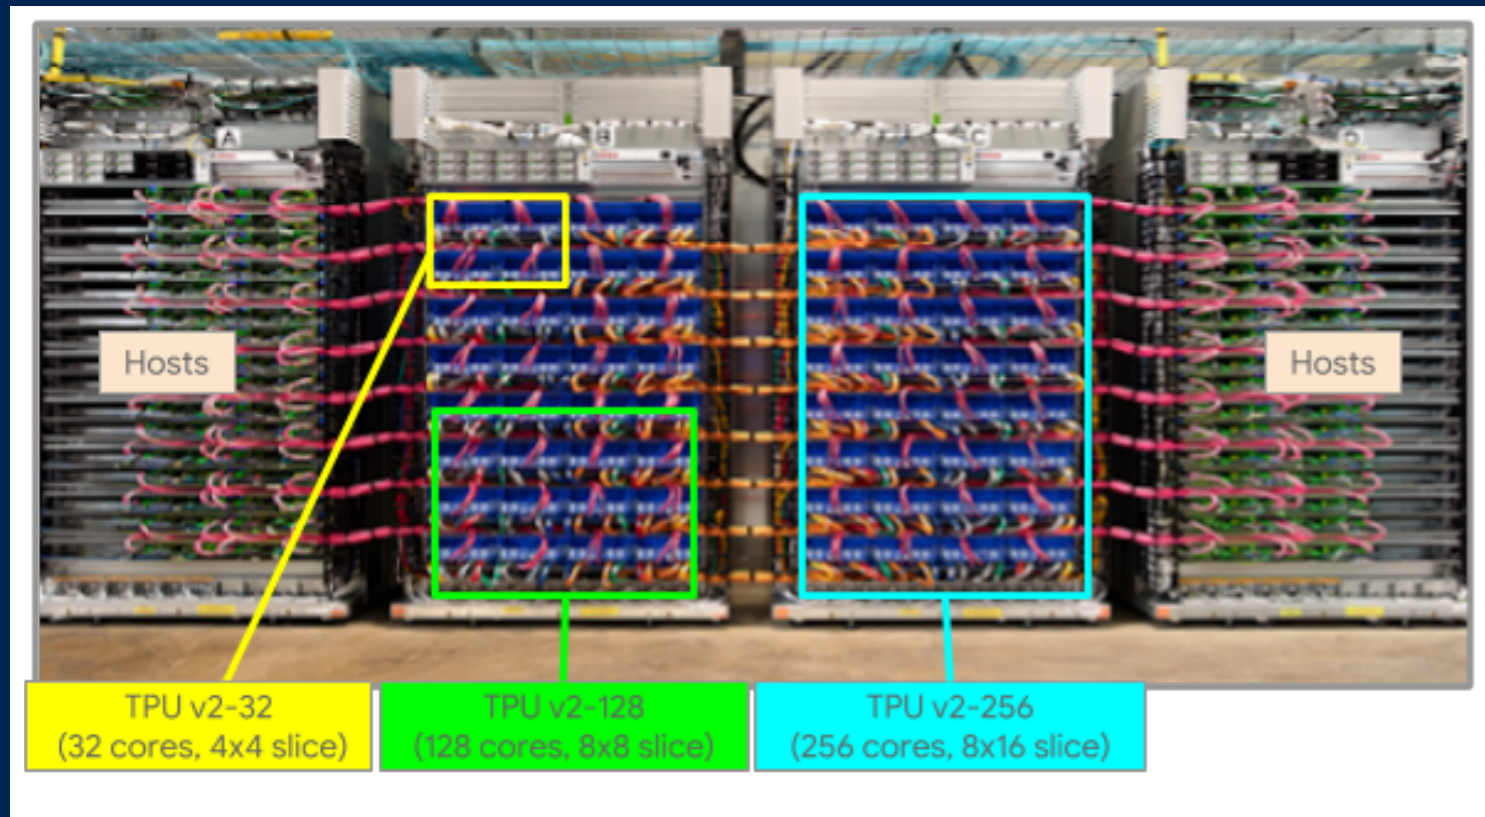 A
B
C
D
Hosts
Hosts
TPU v2-32
(32 cores, 4x4 slice)
TPU v2-128
(128 cores, 8x8 slice)
TPU v2-256
(256 cores, 8x16 slice)